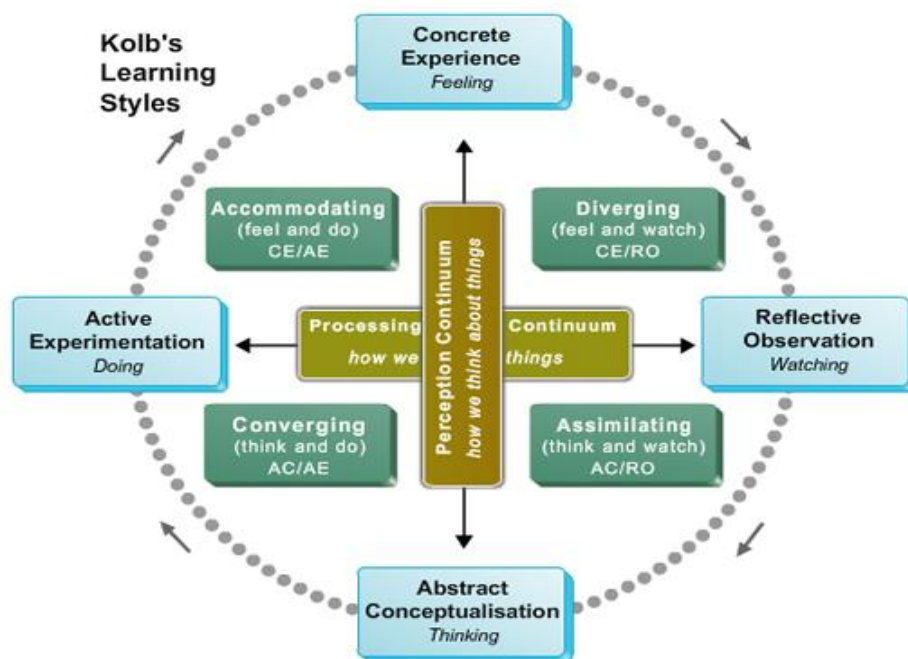 Kolb's
Learning
Styles
Concrete
Experience
Feeling
Accommodating
(feel and do)
CE/AE
Diverging
(feel and watch)
CE/RO
Active
Experimentation
Doing
Processing Continuum
how we things
Perception Continuum
how we think about things
Reflective
Observation
Watching
Converging
(think and do)
AC/AE
Assimilating
(think and watch)
AC/RO
Abstract
Conceptualisation
Thinking